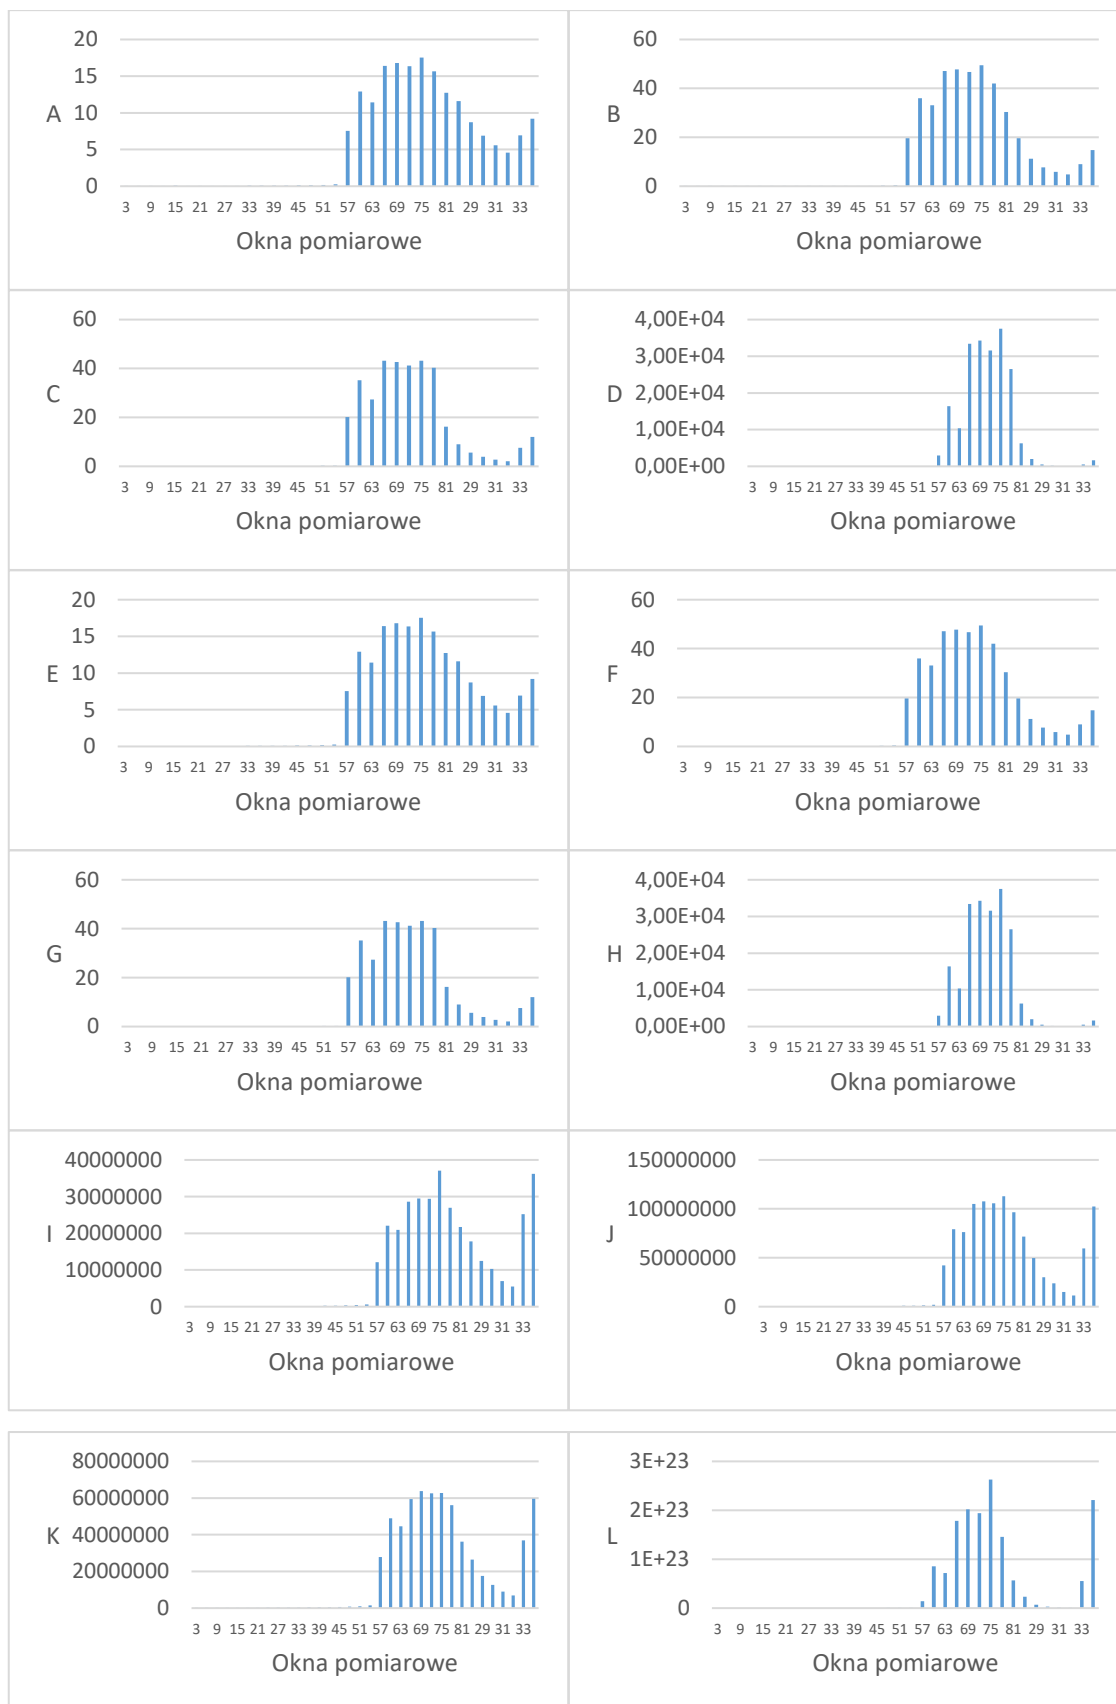 20
15
A 10
5
0
3 9 15 21 27 33 39 45 51 57 63 69 75 81 29 31 33
Okna pomiarowe
60
40
B
20
0
3 9 15 21 27 33 39 45 51 57 63 69 75 81 29 31 33
Okna pomiarowe
60
40
C
20
0
3 9 15 21 27 33 39 45 51 57 63 69 75 81 29 31 33
Okna pomiarowe
4,00E+04
3,00E+04
D 2,00E+04
1,00E+04
0,00E+00
3 9 15 21 27 33 39 45 51 57 63 69 75 81 29 31 33
Okna pomiarowe
20
15
E 10
5
0
3 9 15 21 27 33 39 45 51 57 63 69 75 81 29 31 33
Okna pomiarowe
60
40
F
20
0
3 9 15 21 27 33 39 45 51 57 63 69 75 81 29 31 33
Okna pomiarowe
60
40
G
20
0
3 9 15 21 27 33 39 45 51 57 63 69 75 81 29 31 33
Okna pomiarowe
4,00E+04
3,00E+04
H 2,00E+04
1,00E+04
0,00E+00
3 9 15 21 27 33 39 45 51 57 63 69 75 81 29 31 33
Okna pomiarowe
40000000
30000000
I 20000000
10000000
0
3 9 15 21 27 33 39 45 51 57 63 69 75 81 29 31 33
Okna pomiarowe
150000000
100000000
J
50000000
0
3 9 15 21 27 33 39 45 51 57 63 69 75 81 29 31 33
Okna pomiarowe
80000000
60000000
K 40000000
20000000
0
3 9 15 21 27 33 39 45 51 57 63 69 75 81 29 31 33
Okna pomiarowe
3E+23
2E+23
L
1E+23
0
3 9 15 21 27 33 39 45 51 57 63 69 75 81 29 31 33
Okna pomiarowe